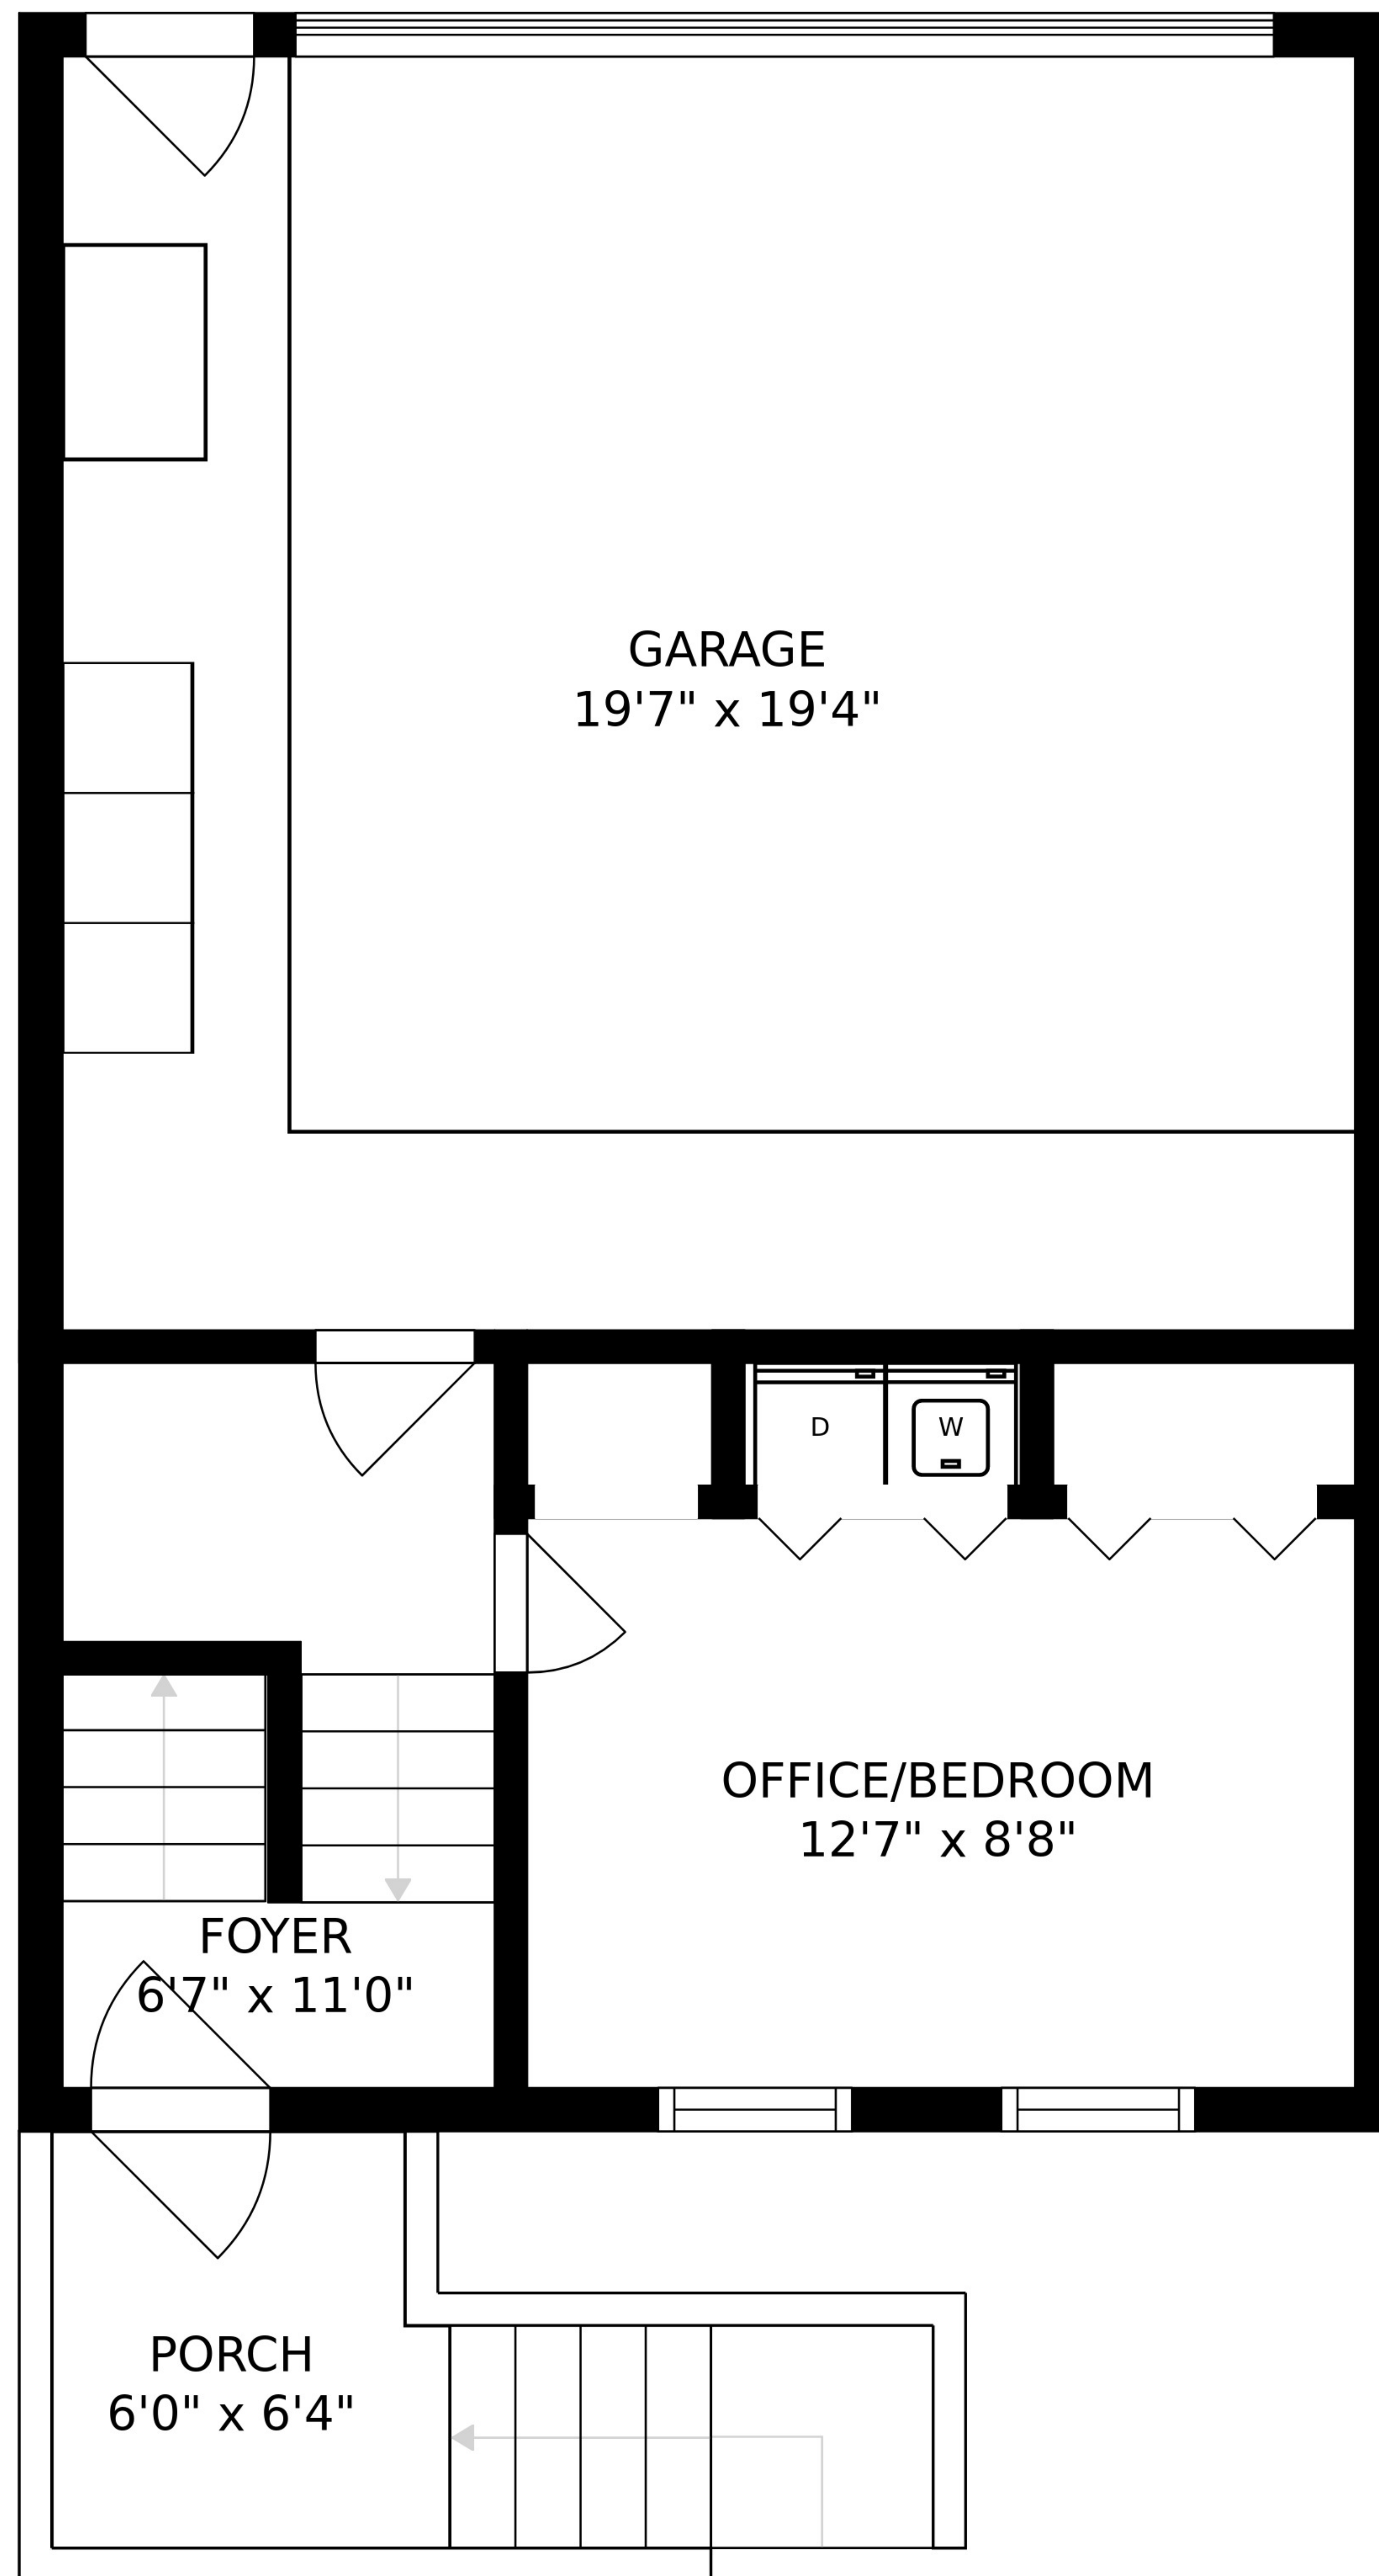 GARAGE
19'7" x 19'4"
D
W
OFFICE/BEDROOM
12'7" x 8'8"
FOYER
6'7" x 11'0"
PORCH
6'0" x 6'4"